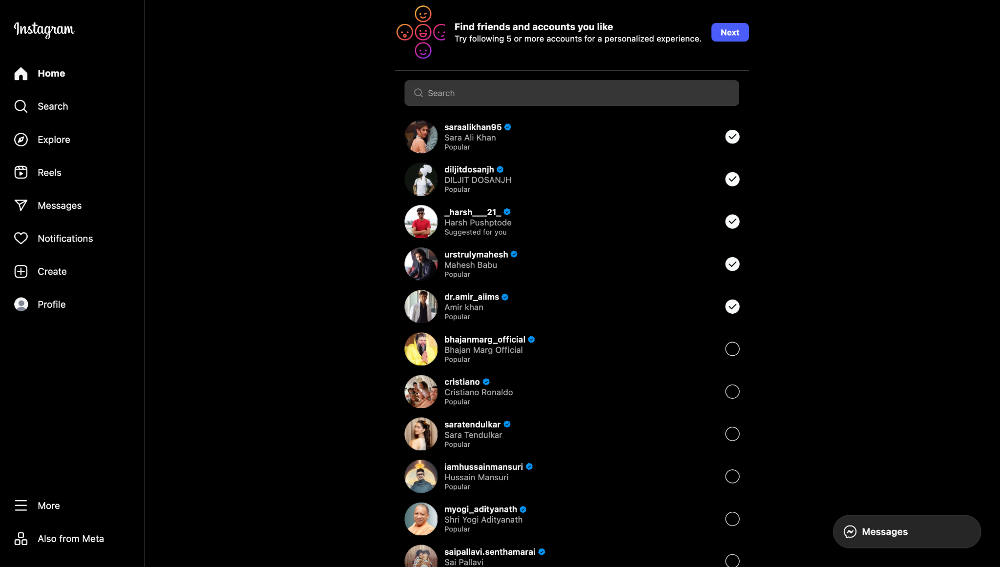 Instagram
Home
Search
Explore
Reels
Messages
Notifications
Create
Profile
More
Also from Meta
Find friends and accounts you like
Try following 5 or more accounts for a personalized experience.
Next
Search
saraalikhan95
Sara Ali Khan
Popular
diljitdosanjh
DILJIT DOSANJH
Popular
_harsh___21_
Harsh Pushptode
Suggested for you
urstrulymahesh
Mahesh Babu
Popular
dr.amir_aiims
Amir khan
Popular
bhajanmarg_official
Bhajan Marg Official
Popular
cristiano
Cristiano Ronaldo
Popular
saratendulkar
Sara Tendulkar
Popular
iamhussainmansuri
Hussain Mansuri
Popular
myogi_adityanath
Shri Yogi Adityanath
Popular
saipallavi.senthamarai
Sai Pallavi
Messages